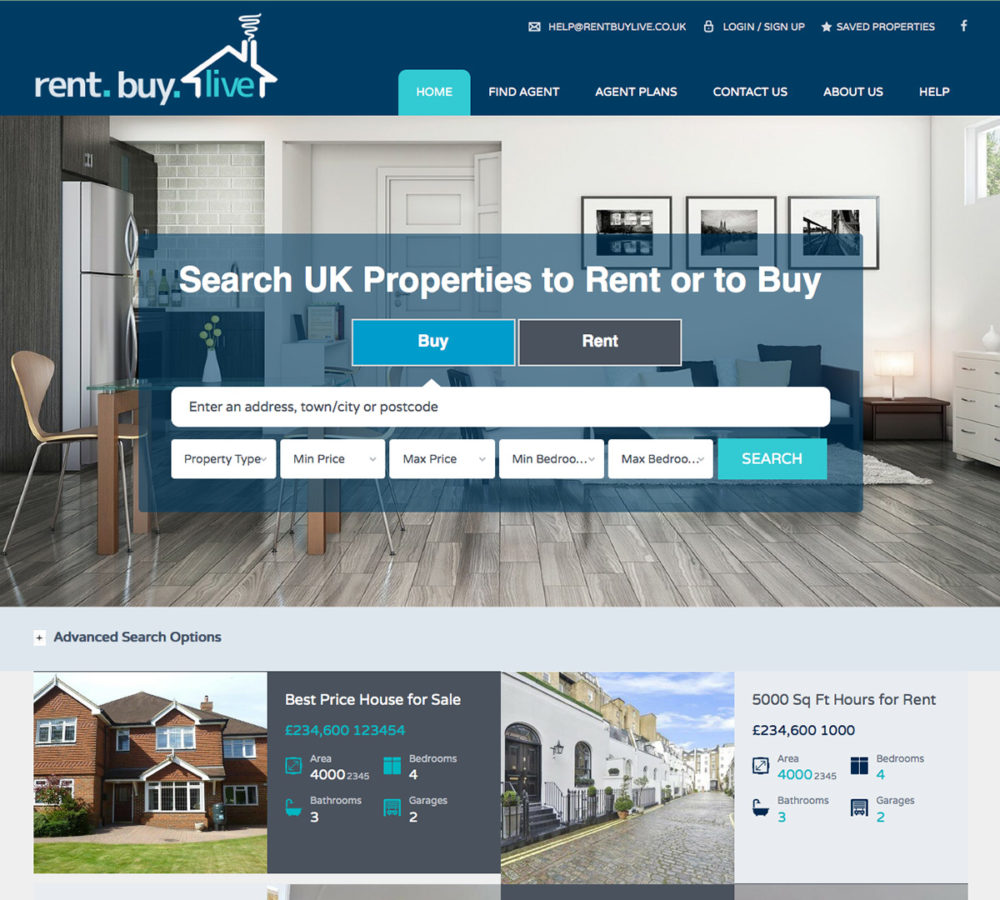 HELP@RENTBUYLIVE.CO.UK LOGIN / SIGN UP SAVED PROPERTIES f
rent. buy. live
HOME FIND AGENT AGENT PLANS CONTACT US ABOUT US HELP
Search UK Properties to Rent or to Buy
Buy Rent
Enter an address, town/city or postcode
Property Type Min Price Max Price Min Bedroo... Max Bedroo... SEARCH
+ Advanced Search Options
Best Price House for Sale
£234,600 123454
Area Bedrooms
4000 2345 4
Bathrooms Garages
3 2
5000 Sq Ft Hours for Rent
£234,600 1000
Area Bedrooms
4000 2345 4
Bathrooms Garages
3 2